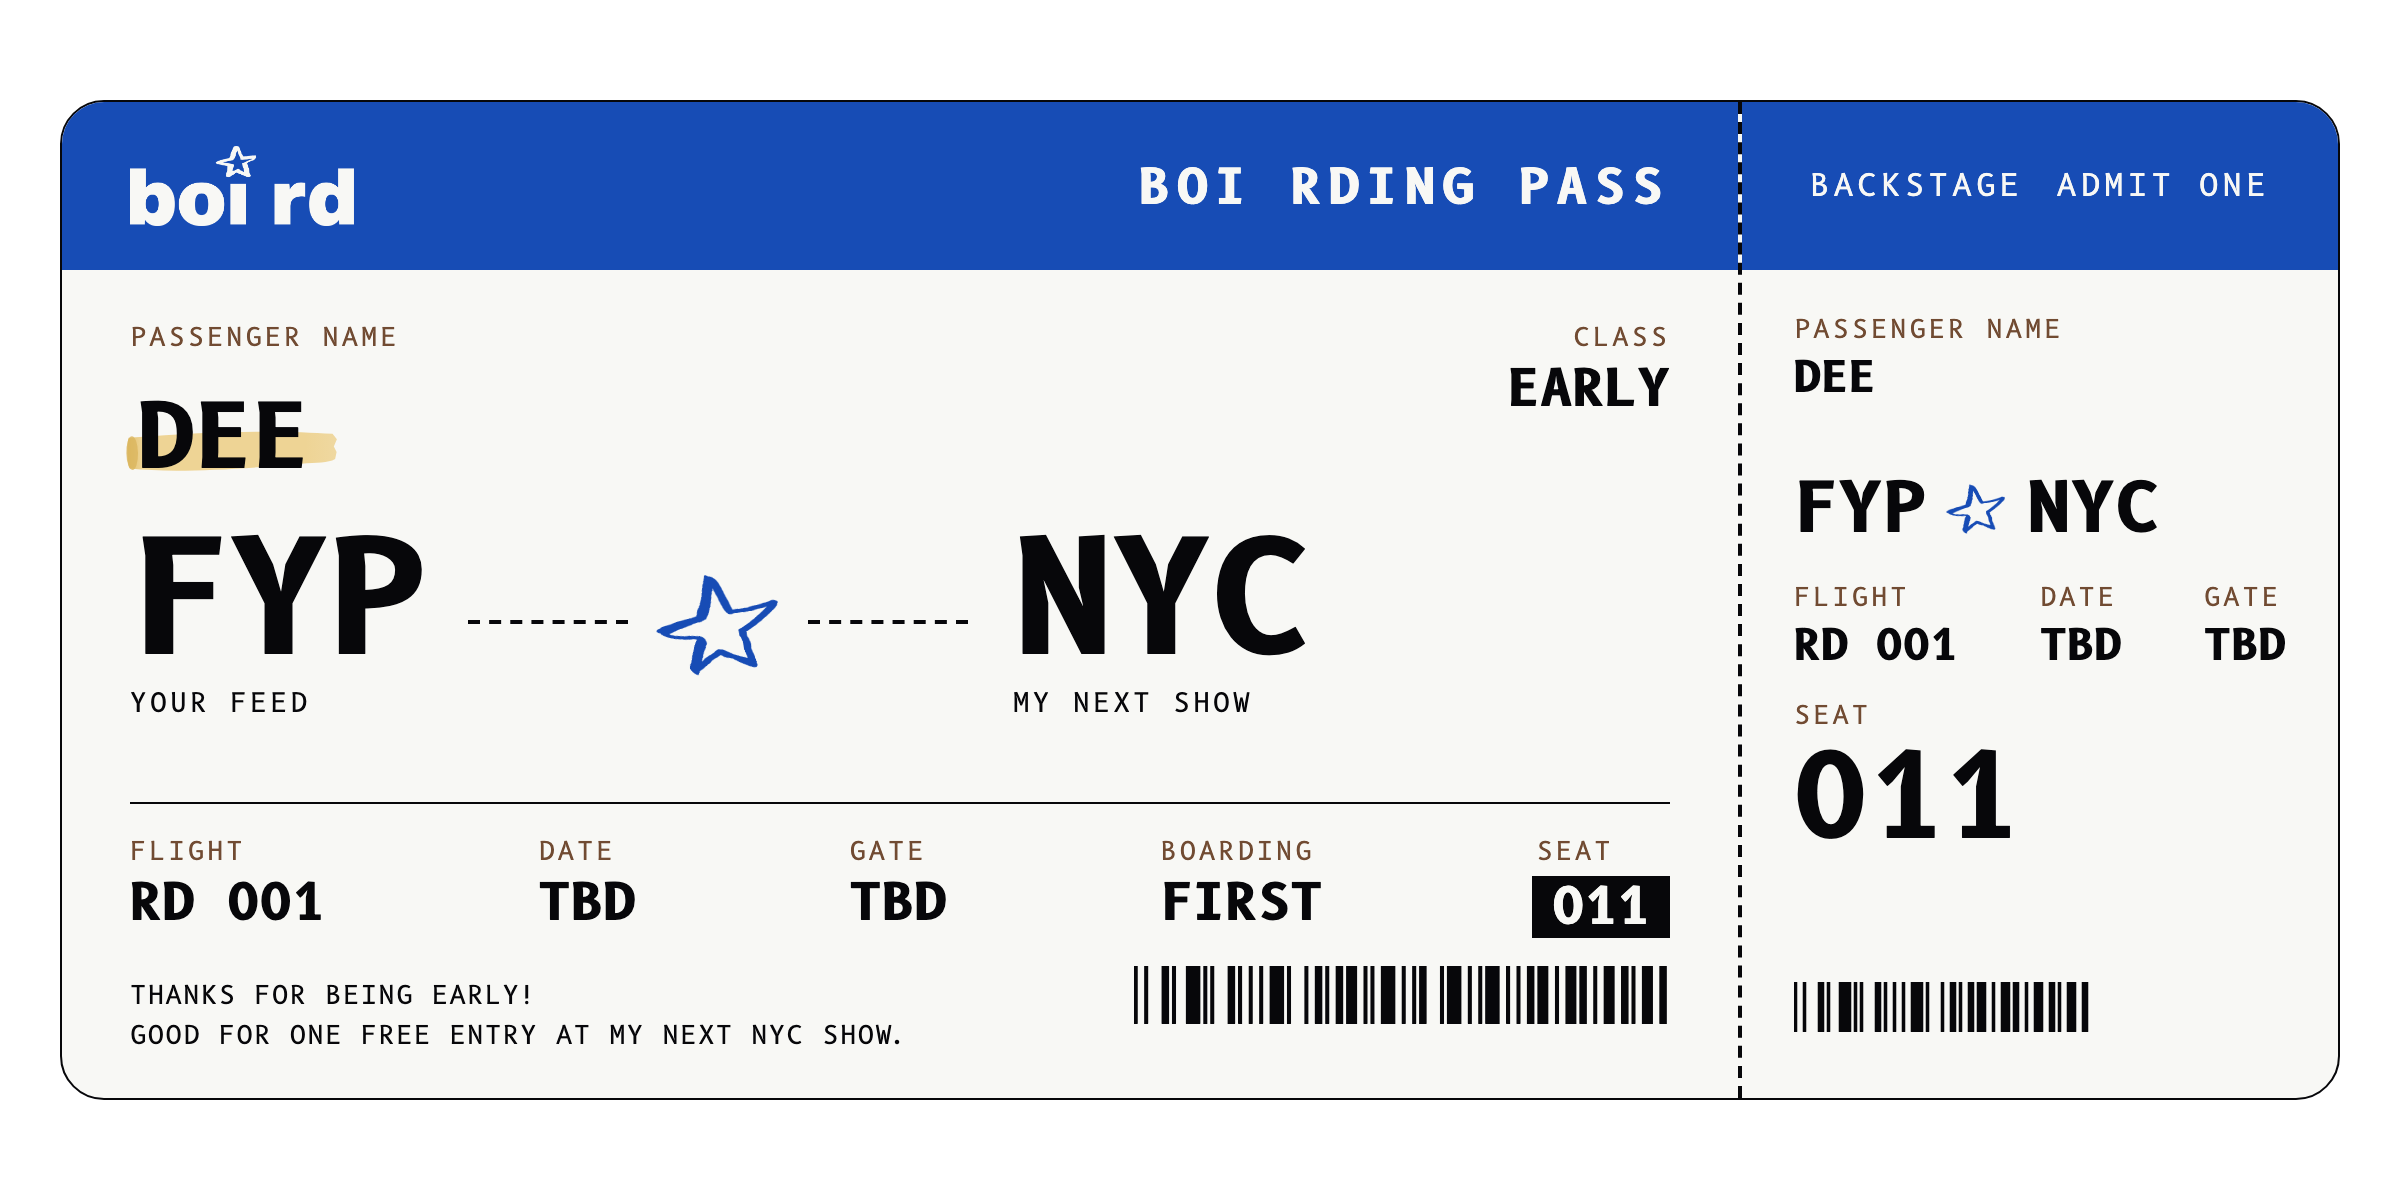 boi rd
BOI RDING PASS
PASSENGER NAME
CLASS
EARLY
DEE
FYP NYC
YOUR FEED MY NEXT SHOW
FLIGHT DATE GATE BOARDING SEAT
RD 001 TBD TBD FIRST 011
THANKS FOR BEING EARLY!
GOOD FOR ONE FREE ENTRY AT MY NEXT NYC SHOW.
BACKSTAGE ADMIT ONE
PASSENGER NAME
DEE
FYP NYC
FLIGHT DATE GATE
RD 001 TBD TBD
SEAT
011